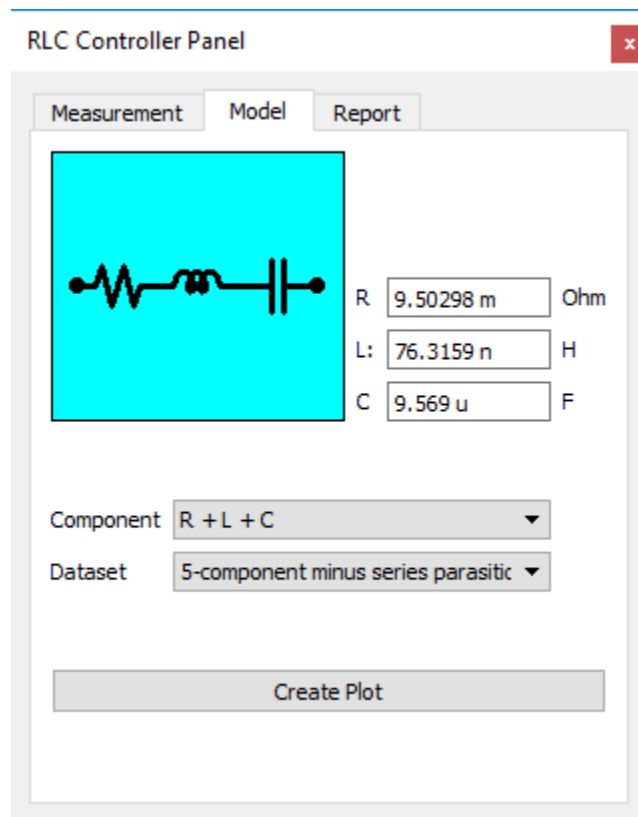 RLC Controller Panel
x
Measurement Model Report
R 9.50298 m Ohm
L: 76.3159 n H
C 9.569 u F
Component R + L + C
Dataset 5-component minus series parasitic
Create Plot